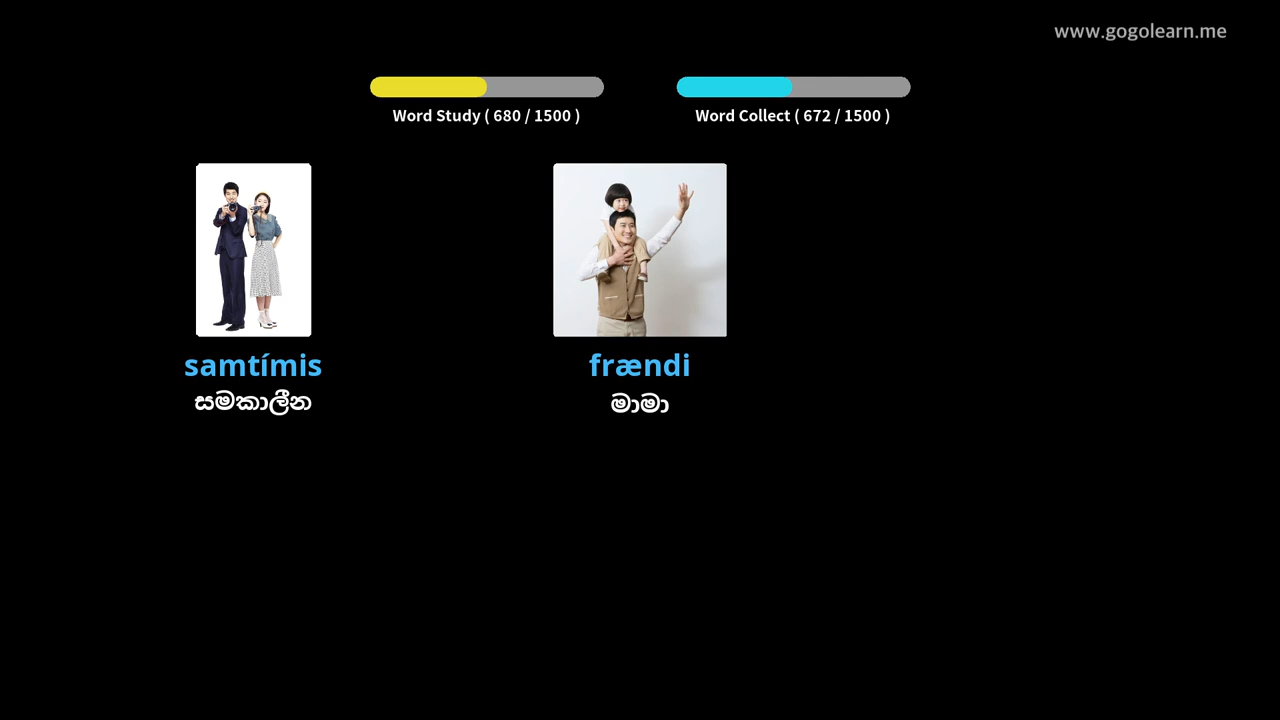 www.gogolearn.me
Word Study ( 680 / 1500 )
Word Collect ( 672 / 1500 )
samtímis
සමකාලීන
frændi
මාමා